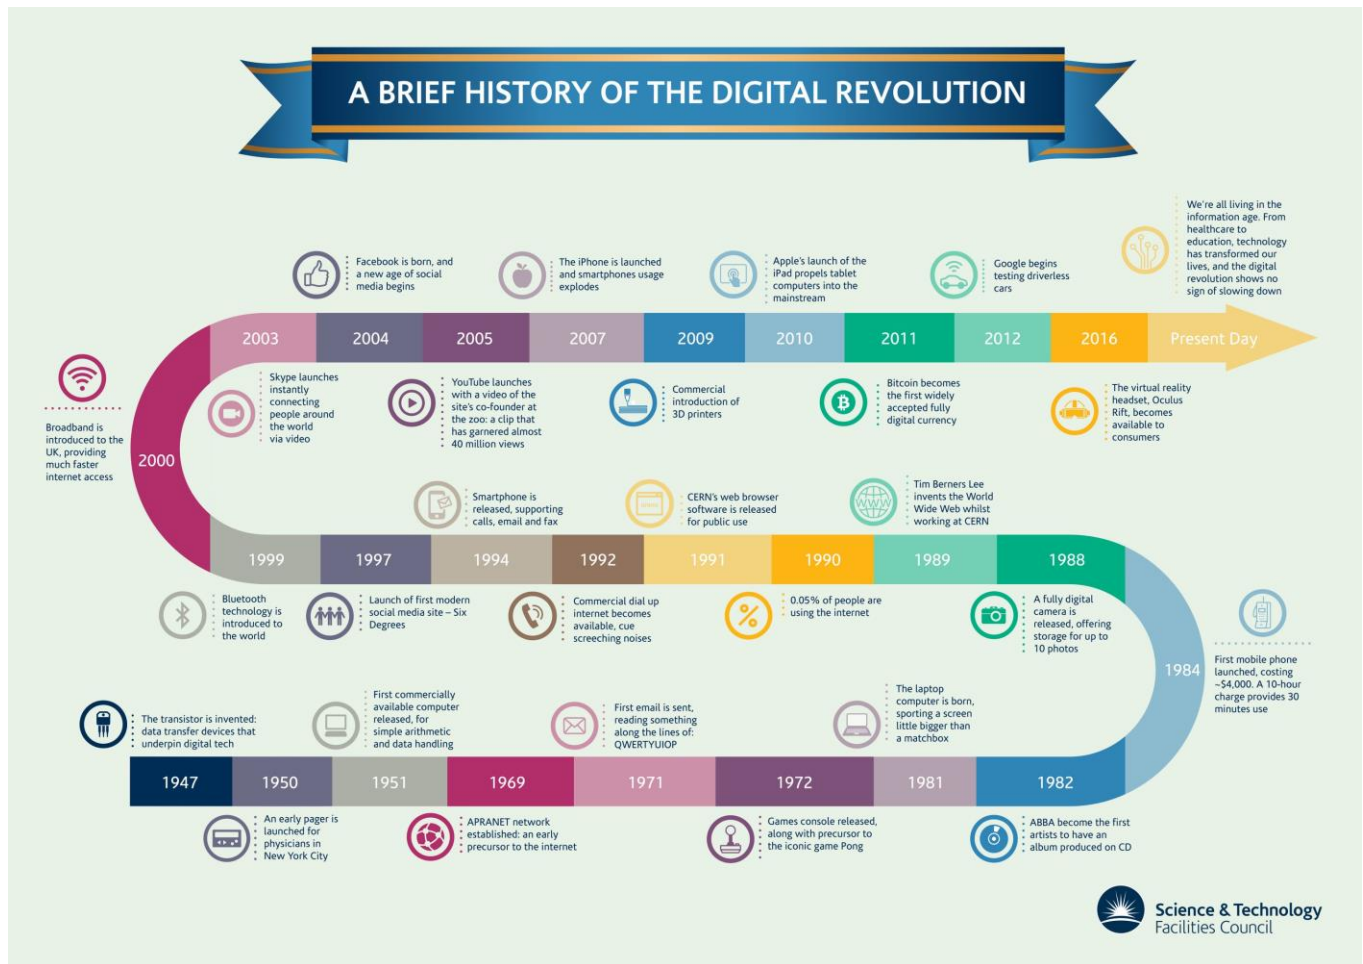 A BRIEF HISTORY OF THE DIGITAL REVOLUTION
Facebook is born, and
a new age of social
media begins
The iPhone is launched
and smartphones usage
explodes
Apple's launch of the
iPad propels tablet
computers into the
mainstream
Google begins
testing driverless
cars
We're all living in the
information age. From
healthcare to
education, technology
has transformed our
lives, and the digital
revolution shows no
sign of slowing down
2003
2004
2005
2007
2009
2010
2011
2012
2016
Present Day
Skype launches
instantly
connecting
people around
the world
via video
YouTube launches
with a video of the
site's co-founder at
the zoo: a clip that
has garnered almost
40 million views
Commercial
introduction of
3D printers
Bitcoin becomes
the first widely
accepted fully
digital currency
The virtual reality
headset, Oculus
Rift, becomes
available to
consumers
Broadband is
introduced to the
UK, providing
much faster
internet access
2000
Smartphone is
released, supporting
calls, email and fax
CERN's web browser
software is released
for public use
WWW
Tim Berners Lee
invents the World
Wide Web whilst
working at CERN
1999
1997
1994
1992
1991
1990
1989
1988
Bluetooth
technology is
introduced to
the world
Launch of first modern
social media site – Six
Degrees
Commercial dial up
internet becomes
available, cue
screeching noises
0.05% of people are
using the internet
A fully digital
camera is
released, offering
storage for up to
10 photos
1984
First mobile phone
launched, costing
~$4,000. A 10-hour
charge provides 30
minutes use
The transistor is invented:
data transfer devices that
underpin digital tech
First commercially
available computer
released, for
simple arithmetic
and data handling
First email is sent,
reading something
along the lines of:
QWERTYUIOP
The laptop
computer is born,
sporting a screen
little bigger than
a matchbox
1947
1950
1951
1969
1971
1972
1981
1982
An early pager is
launched for
physicians in
New York City
APRANET network
established: an early
precursor to the internet
Games console released,
along with precursor to
the iconic game Pong
ABBA become the first
artists to have an
album produced on CD
Science & Technology
Facilities Council